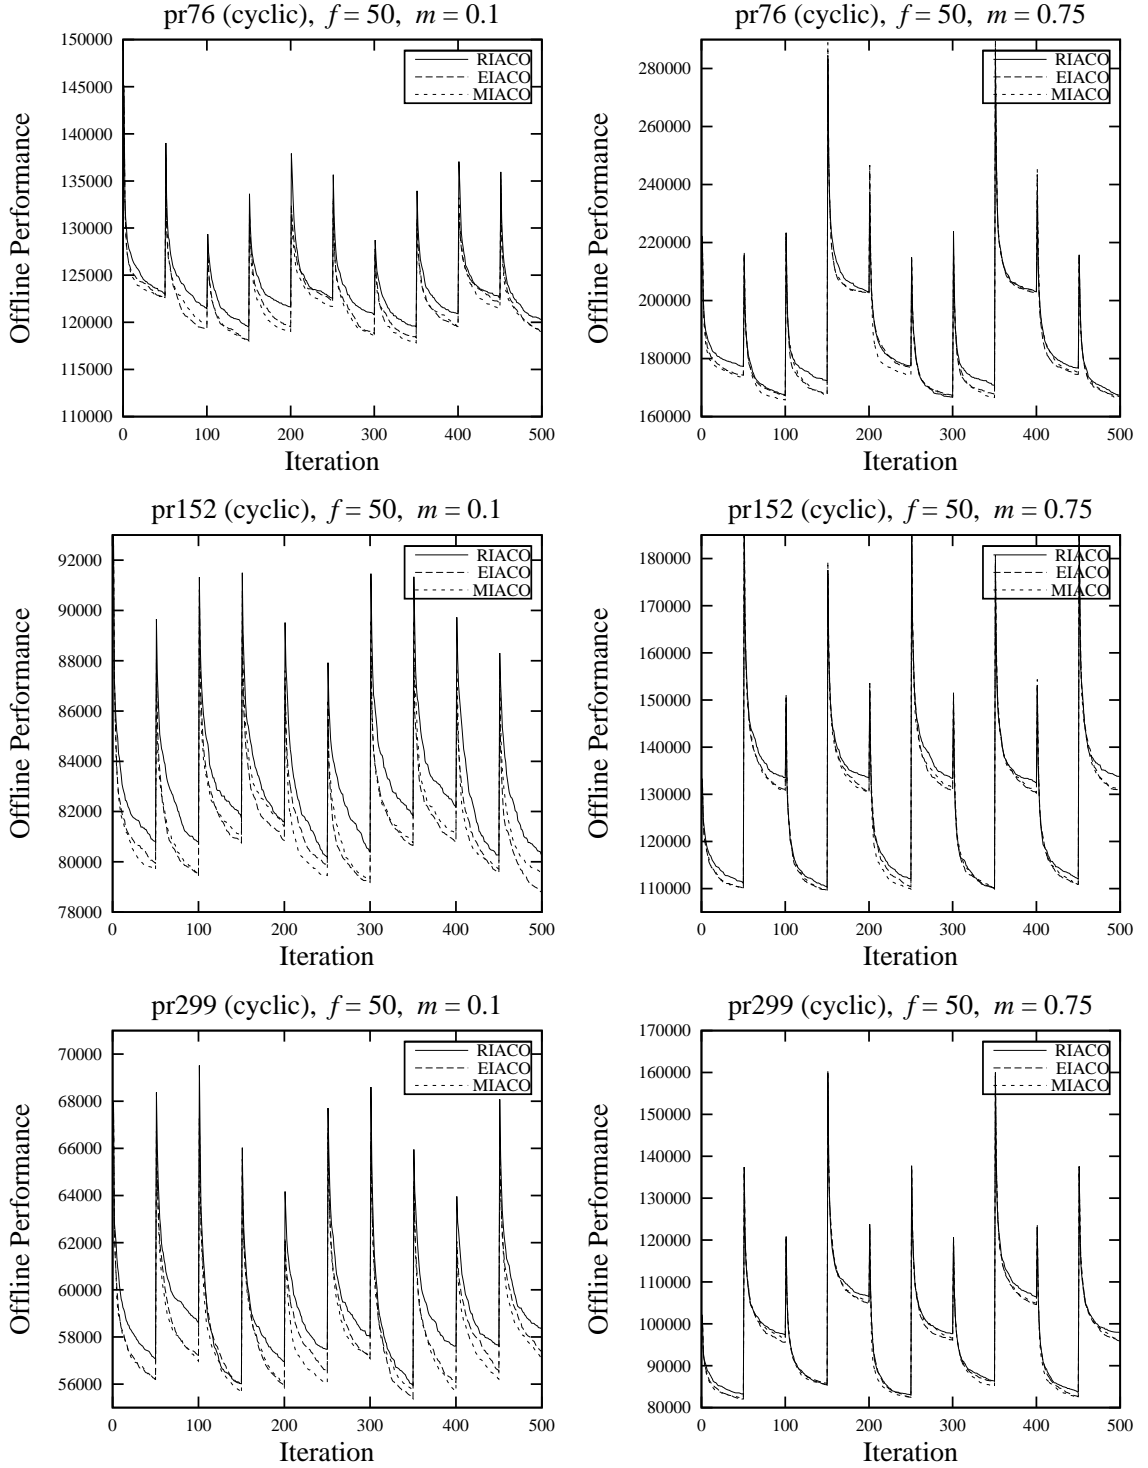 pr76 (cyclic), f = 50, m = 0.1
150000
145000
140000
135000
130000
125000
120000
115000
110000
Offline Performance
RIACO
EIACO
MIACO
0 100 200 300 400 500
Iteration
pr76 (cyclic), f = 50, m = 0.75
280000
260000
240000
220000
200000
180000
160000
Offline Performance
RIACO
EIACO
MIACO
0 100 200 300 400 500
Iteration
pr152 (cyclic), f = 50, m = 0.1
92000
90000
88000
86000
84000
82000
80000
78000
Offline Performance
RIACO
EIACO
MIACO
0 100 200 300 400 500
Iteration
pr152 (cyclic), f = 50, m = 0.75
180000
170000
160000
150000
140000
130000
120000
110000
Offline Performance
RIACO
EIACO
MIACO
0 100 200 300 400 500
Iteration
pr299 (cyclic), f = 50, m = 0.1
70000
68000
66000
64000
62000
60000
58000
56000
Offline Performance
RIACO
EIACO
MIACO
0 100 200 300 400 500
Iteration
pr299 (cyclic), f = 50, m = 0.75
170000
160000
150000
140000
130000
120000
110000
100000
90000
80000
Offline Performance
RIACO
EIACO
MIACO
0 100 200 300 400 500
Iteration